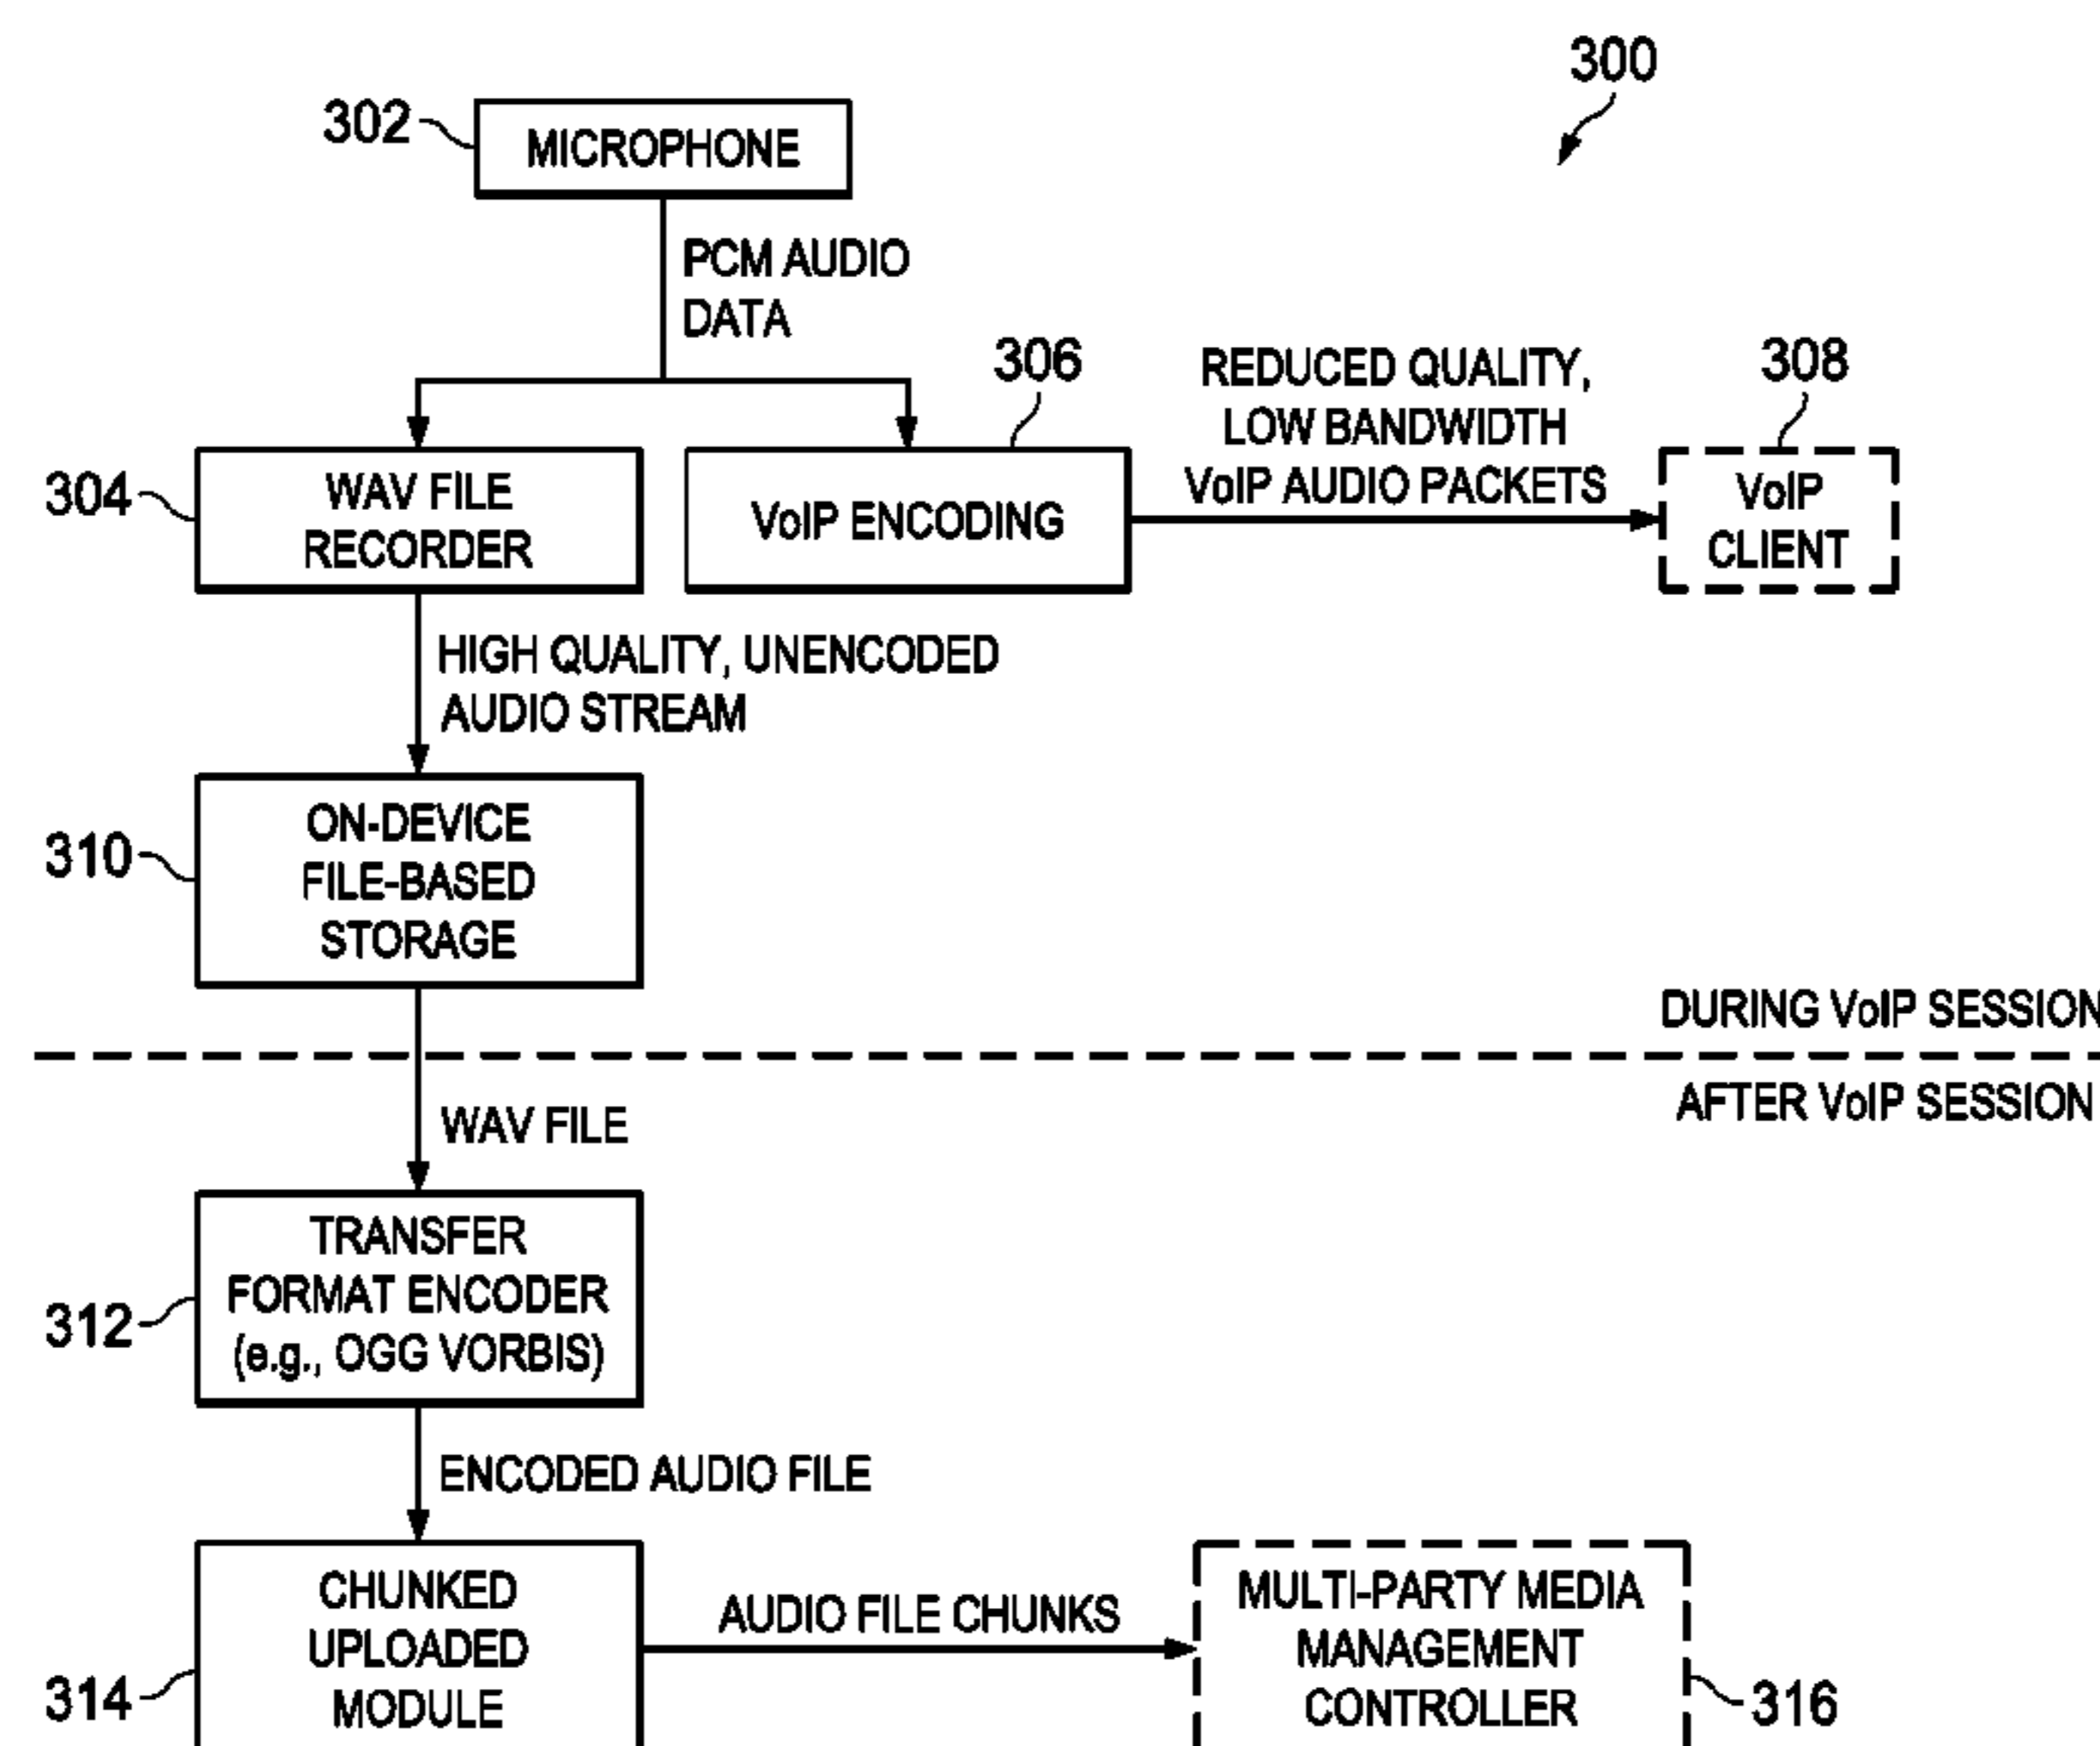 300
302
MICROPHONE
PCM AUDIO
DATA
306
REDUCED QUALITY,
LOW BANDWIDTH
VoIP AUDIO PACKETS
308
304
WAV FILE
RECORDER
VoIP ENCODING
VoIP
CLIENT
HIGH QUALITY, UNENCODED
AUDIO STREAM
310
ON-DEVICE
FILE-BASED
STORAGE
DURING VoIP SESSION
AFTER VoIP SESSION
WAV FILE
312
TRANSFER
FORMAT ENCODER
(e.g., OGG VORBIS)
ENCODED AUDIO FILE
314
CHUNKED
UPLOADED
MODULE
AUDIO FILE CHUNKS
MULTI-PARTY MEDIA
MANAGEMENT
CONTROLLER
316